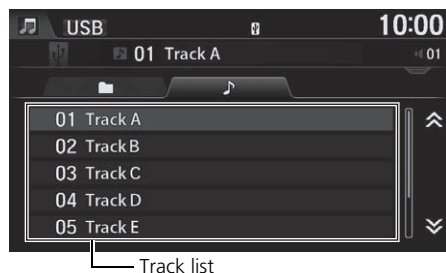 USB 10:00
01 Track A 01
01 Track A
02 Track B
03 Track C
04 Track D
05 Track E
Track list